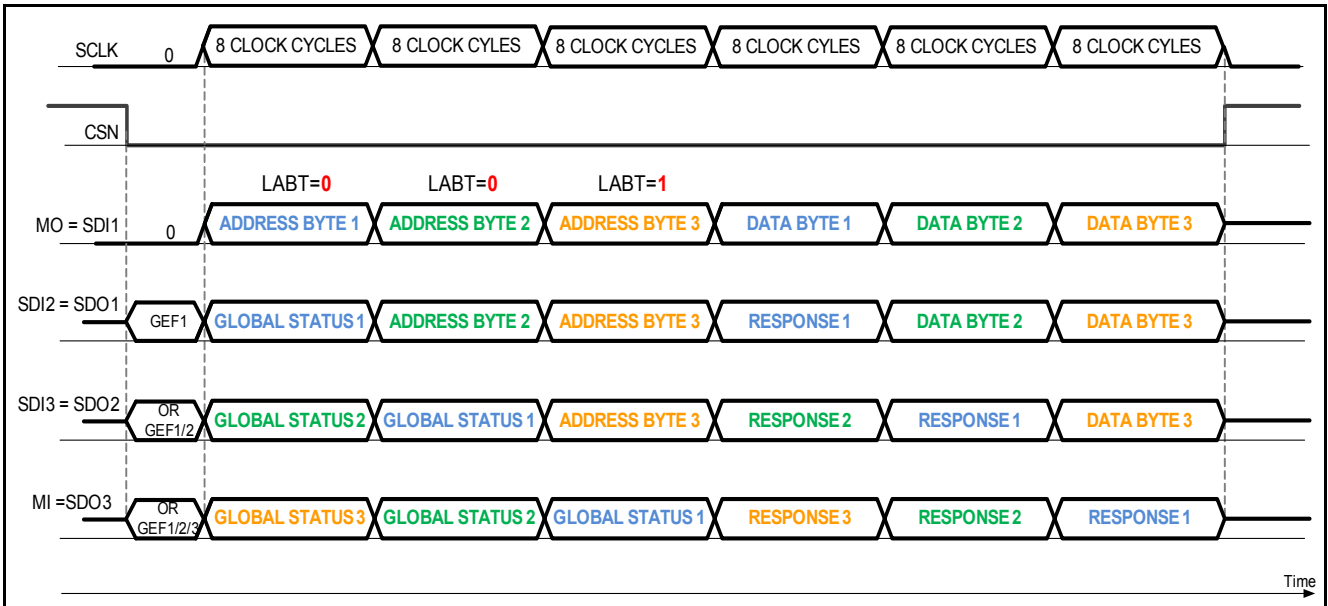 SCLK 0 8 CLOCK CYCLES 8 CLOCK CYLES 8 CLOCK CYCLES 8 CLOCK CYLES 8 CLOCK CYCLES 8 CLOCK CYLES
CSN
LABT=0 LABT=0 LABT=1
MO = SDI1 0 ADDRESS BYTE 1 ADDRESS BYTE 2 ADDRESS BYTE 3 DATA BYTE 1 DATA BYTE 2 DATA BYTE 3
SDI2 = SDO1 GEF1 GLOBAL STATUS 1 ADDRESS BYTE 2 ADDRESS BYTE 3 RESPONSE 1 DATA BYTE 2 DATA BYTE 3
SDI3 = SDO2 OR GEF1/2 GLOBAL STATUS 2 GLOBAL STATUS 1 ADDRESS BYTE 3 RESPONSE 2 RESPONSE 1 DATA BYTE 3
MI =SDO3 OR GEF1/2/3 GLOBAL STATUS 3 GLOBAL STATUS 2 GLOBAL STATUS 1 RESPONSE 3 RESPONSE 2 RESPONSE 1
Time